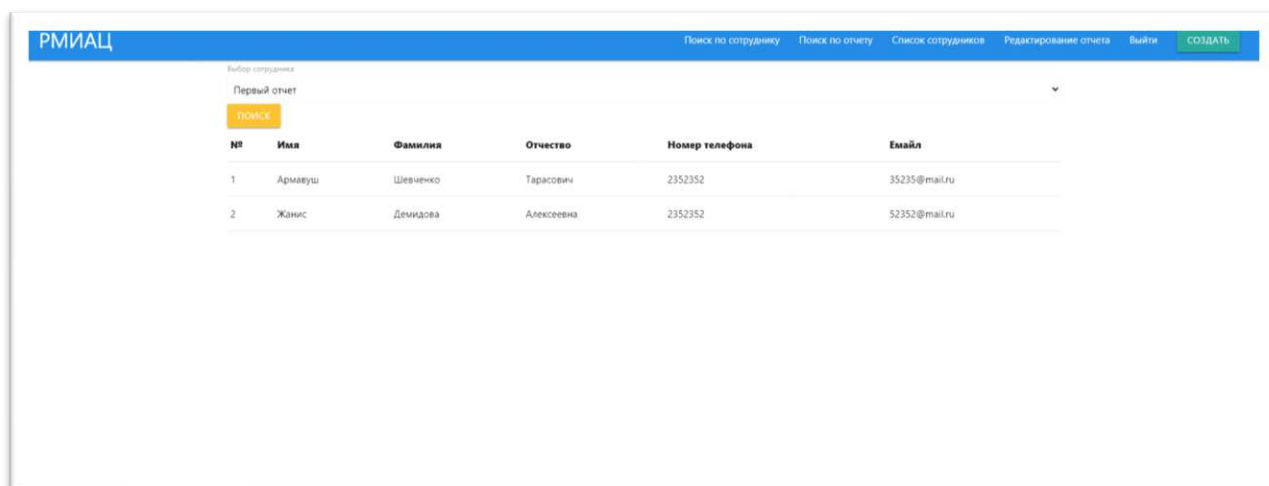 РМИАЦ Поиск по сотруднику Поиск по отчету Список сотрудников Редактирование отчета Выйти СОЗДАТЬ
Выбор сотрудника
Первый отчет
ПОИСК
№ Имя Фамилия Отчество Номер телефона Емайл
1 Армавуш Шевченко Тарасович 2352352 35235@mail.ru
2 Жанис Демидова Алексеевна 2352352 52352@mail.ru